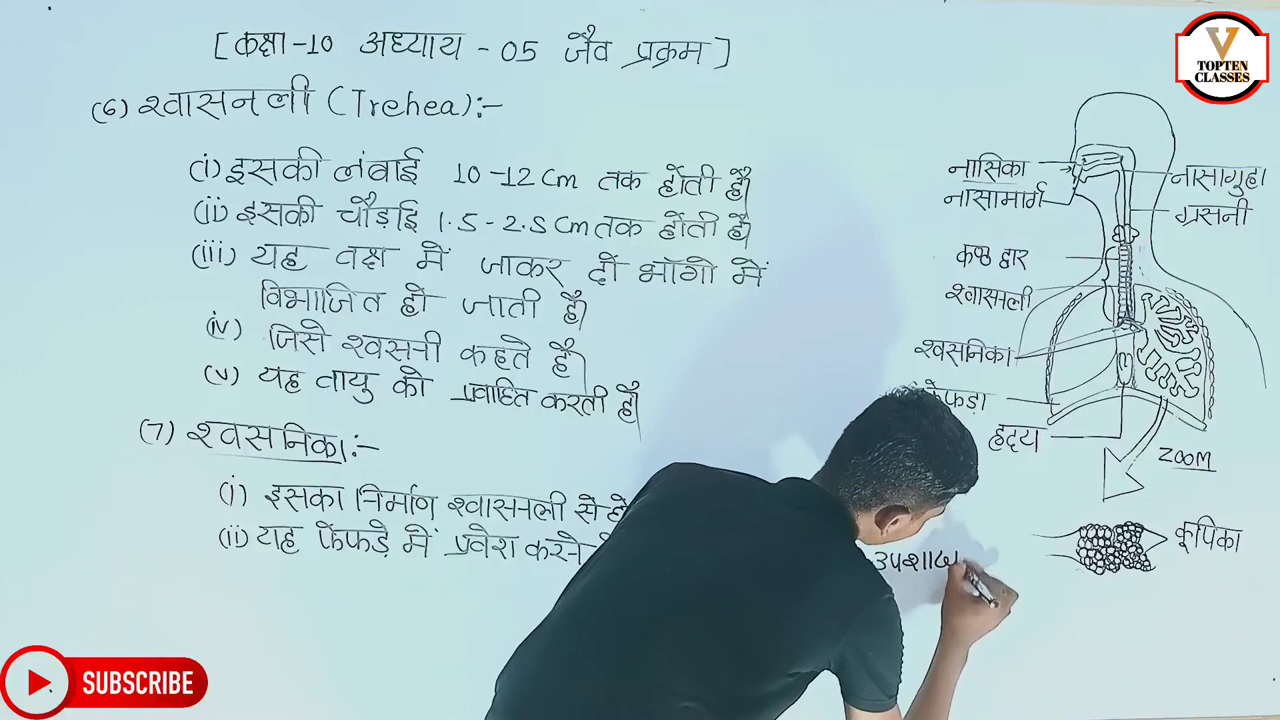 [कक्षा -10 अध्याय - 05 जैव प्रक्रम]
(6) श्वासनली (Trehea):-
(i) इसकी लंबाई 10-12 cm तक होती है|
(ii) इसकी चौड़ाई 1.5 - 2.5 cm तक होती है|
(iii) यह वक्ष में जाकर दो भॉगो में
विभाजित हो जाती है|
(iv) जिसे श्वसनी कहते है|
(v) यह वायु को प्रवाहित करती है|
(7) श्वसनिका:-
(i) इसका निर्माण श्वासनली से
(ii) यह फेंफड़े में प्रवेश करने
उपशाख
V
TOPTEN
CLASSES
नासिका
नासामार्ग
नासागुहा
ग्रसनी
कण्ठ द्वार
श्वासनली
श्वसनिका
फेंफड़ा
हृदय
ZOOM
कूपिका
SUBSCRIBE